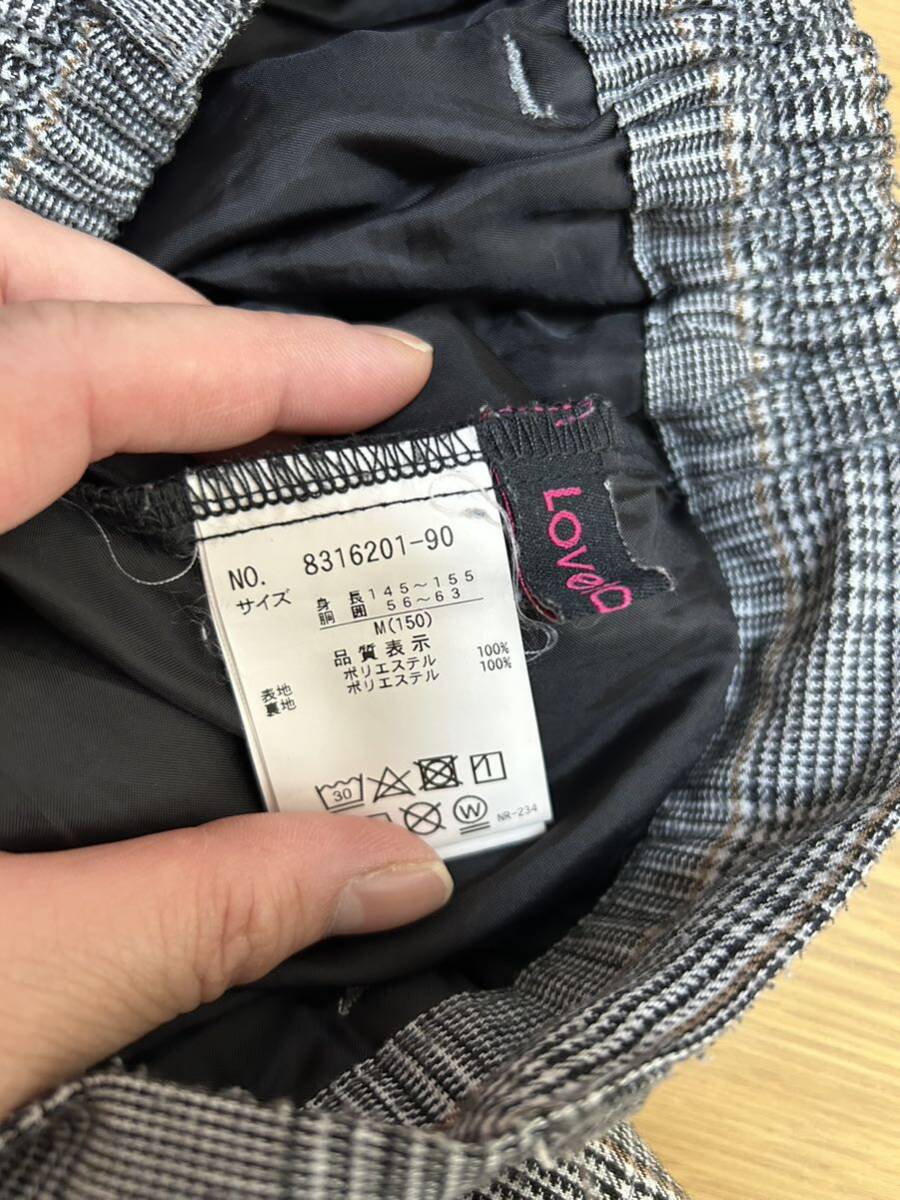 NO. 8316201-90
サイズ
身長 145~155
胴囲 56~63
M(150)
品質表示
表地 ポリエステル 100%
裏地 ポリエステル 100%
30
W
NR-234